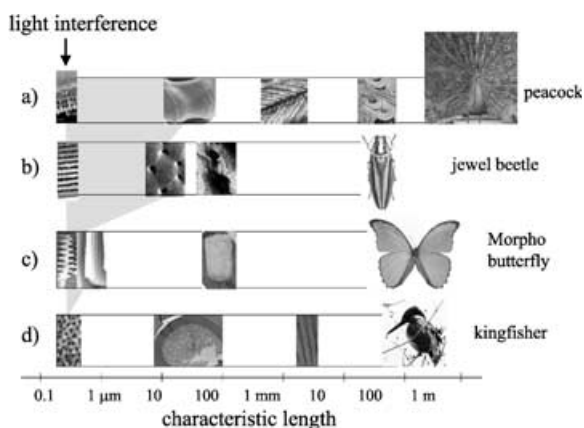 light interference
a)
peacock
b)
jewel beetle
c)
Morpho
butterfly
d)
kingfisher
0.1 1 μm 10 100 1 mm 10 100 1 m
characteristic length